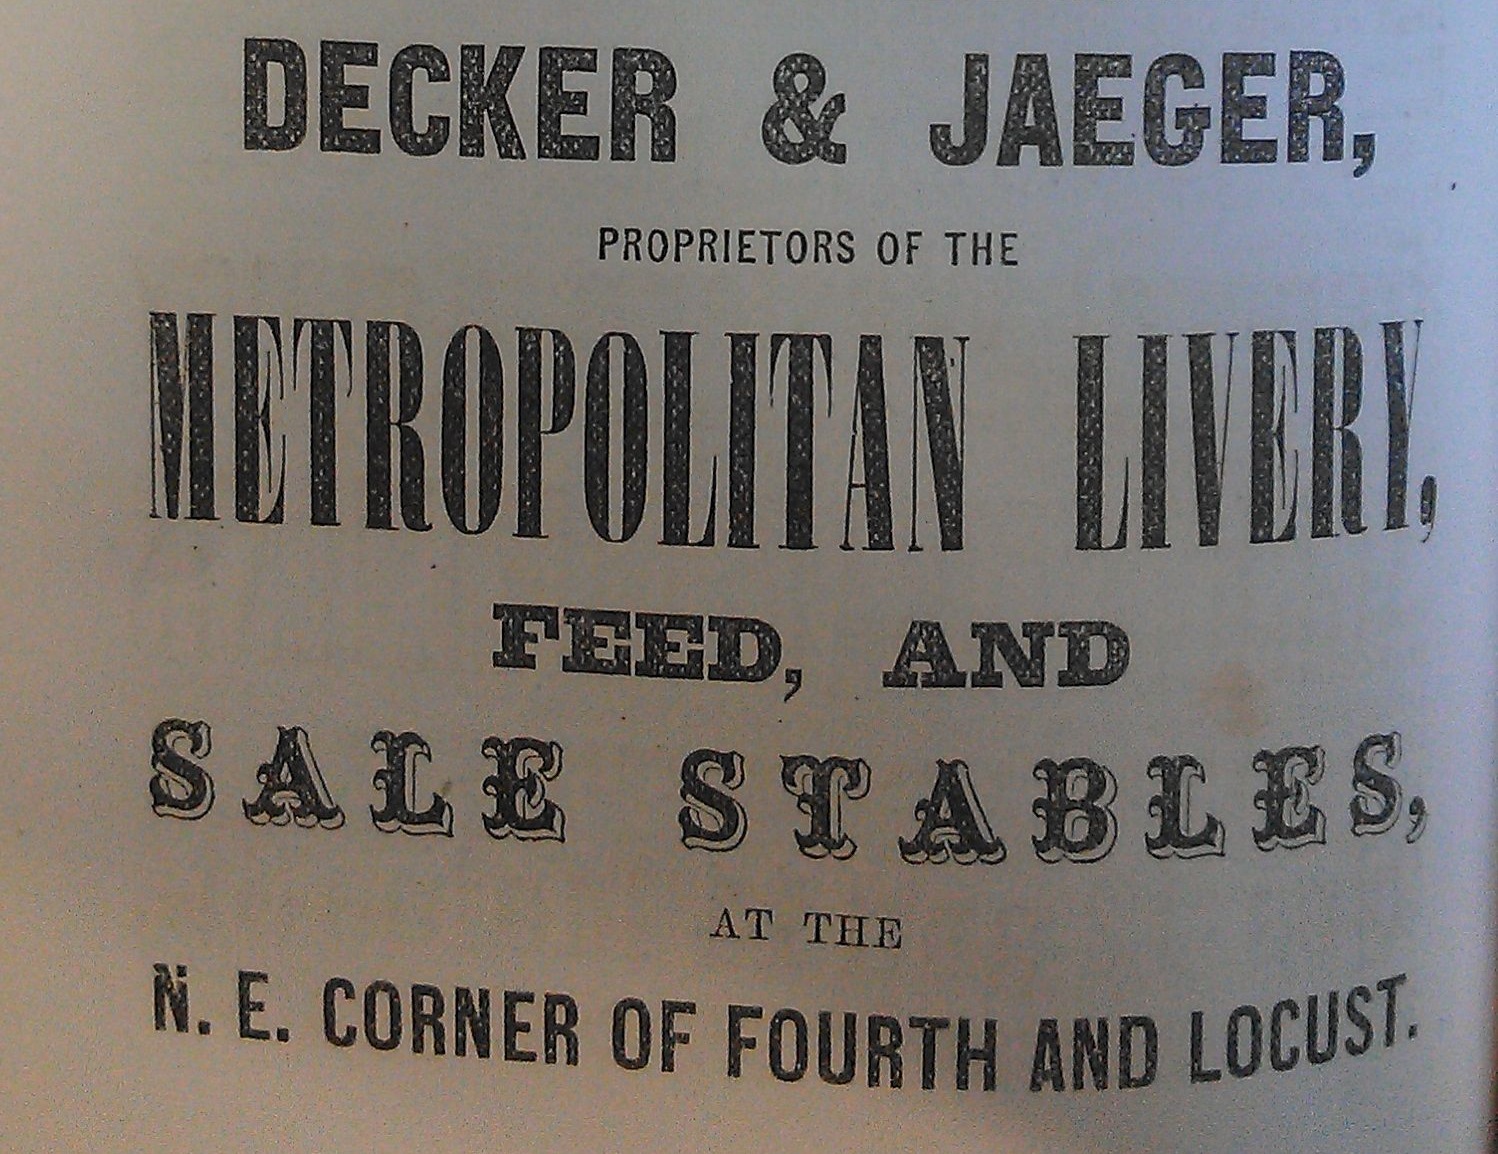 DECKER & JAEGER,
PROPRIETORS OF THE
METROPOLITAN LIVERY,
FEED, AND
SALE STABLES,
AT THE
N. E. CORNER OF FOURTH AND LOCUST.